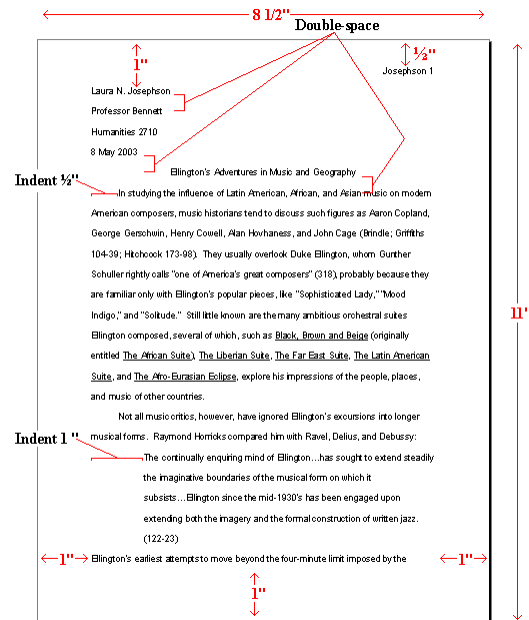 8 1/2"
Double-space
1"
½"
Josephson 1
Laura N. Josephson
Professor Bennett
Humanities 2710
8 May 2003
Ellington's Adventures in Music and Geography
Indent ½"
In studying the influence of Latin American, African, and Asian music on modern
American composers, music historians tend to discuss such figures as Aaron Copland,
George Gerschwin, Henry Cowell, Alan Hovhaness, and John Cage (Brindle; Griffiths
104-39; Hitchcock 173-98).  They usually overlook Duke Ellington, whom Gunther
Schuller rightly calls "one of America's great composers" (318), probably because they
are familiar only with Ellington's popular pieces, like "Sophisticated Lady," "Mood
Indigo," and "Solitude."  Still little known are the many ambitious orchestral suites
Ellington composed, several of which, such as Black, Brown and Beige (originally
entitled The African Suite), The Liberian Suite, The Far East Suite, The Latin American
Suite, and The Afro-Eurasian Eclipse, explore his impressions of the people, places,
and music of other countries.
11"
Not all music critics, however, have ignored Ellington's excursions into longer
musical forms.  Raymond Horricks compared him with Ravel, Delius, and Debussy:
Indent 1 "
The continually enquiring mind of Ellington…has sought to extend steadily
the imaginative boundaries of the musical form on which it
subsists…Ellington since the mid-1930's has been engaged upon
extending both the imagery and the formal construction of written jazz.
(122-23)
1"
Ellington's earliest attempts to move beyond the four-minute limit imposed by the
1"
1"